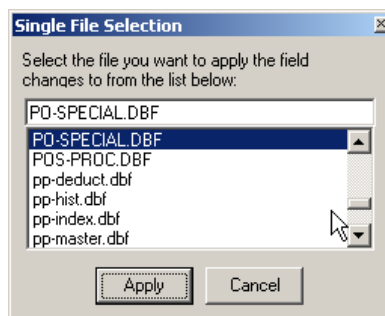 Single File Selection
Select the file you want to apply the field
changes to from the list below:
PO-SPECIAL.DBF
PO-SPECIAL.DBF
POS-PROC.DBF
pp-deduct.dbf
pp-hist.dbf
pp-index.dbf
pp-master.dbf
Apply Cancel